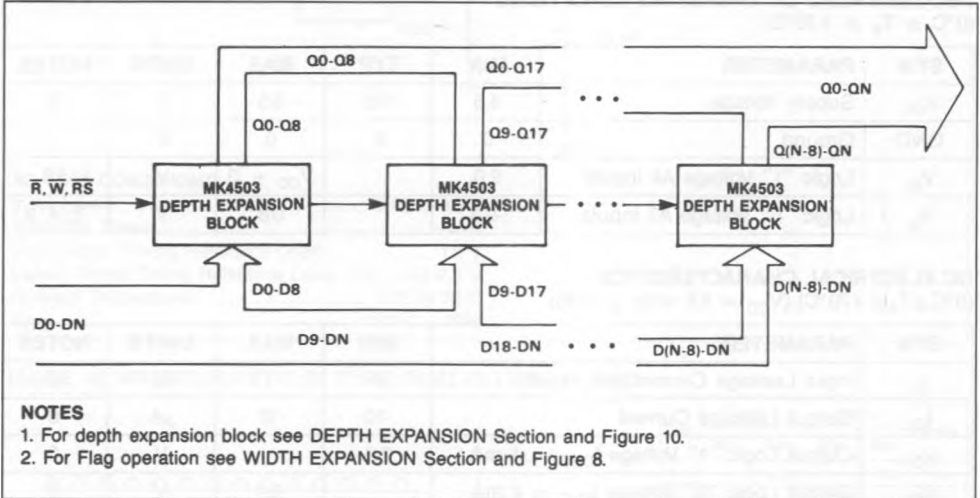 Q0-Q8
Q0-Q17
Q0-QN
Q0-Q8
Q9-Q17
Q(N-8)-QN
R, W, RS
MK4503
DEPTH EXPANSION
BLOCK
MK4503
DEPTH EXPANSION
BLOCK
MK4503
DEPTH EXPANSION
BLOCK
D0-D8
D9-D17
D(N-8)-DN
D0-DN
D9-DN
D18-DN
D(N-8)-DN
NOTES
1. For depth expansion block see DEPTH EXPANSION Section and Figure 10.
2. For Flag operation see WIDTH EXPANSION Section and Figure 8.